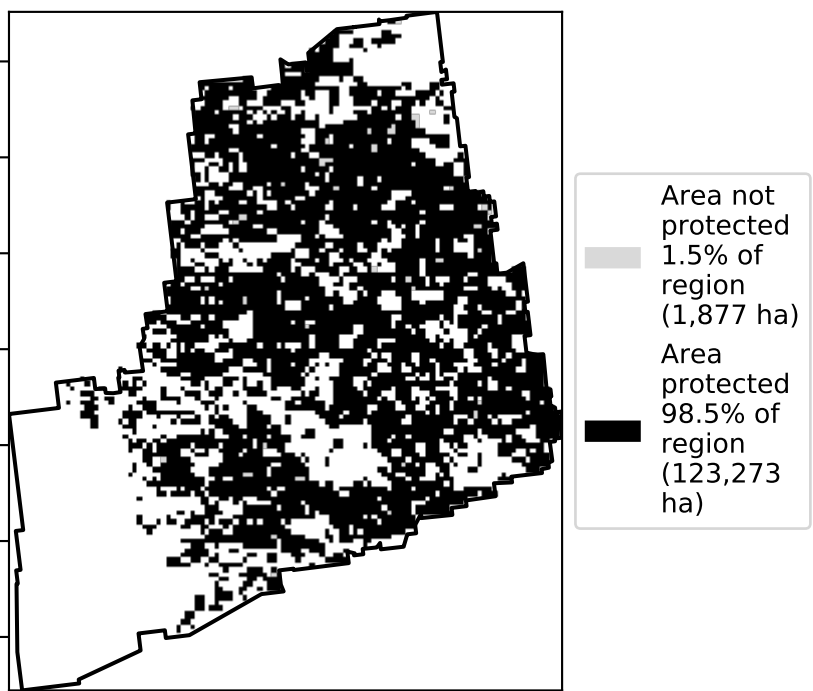 Area not
protected
1.5% of
region
(1,877 ha)
Area
protected
98.5% of
region
(123,273
ha)